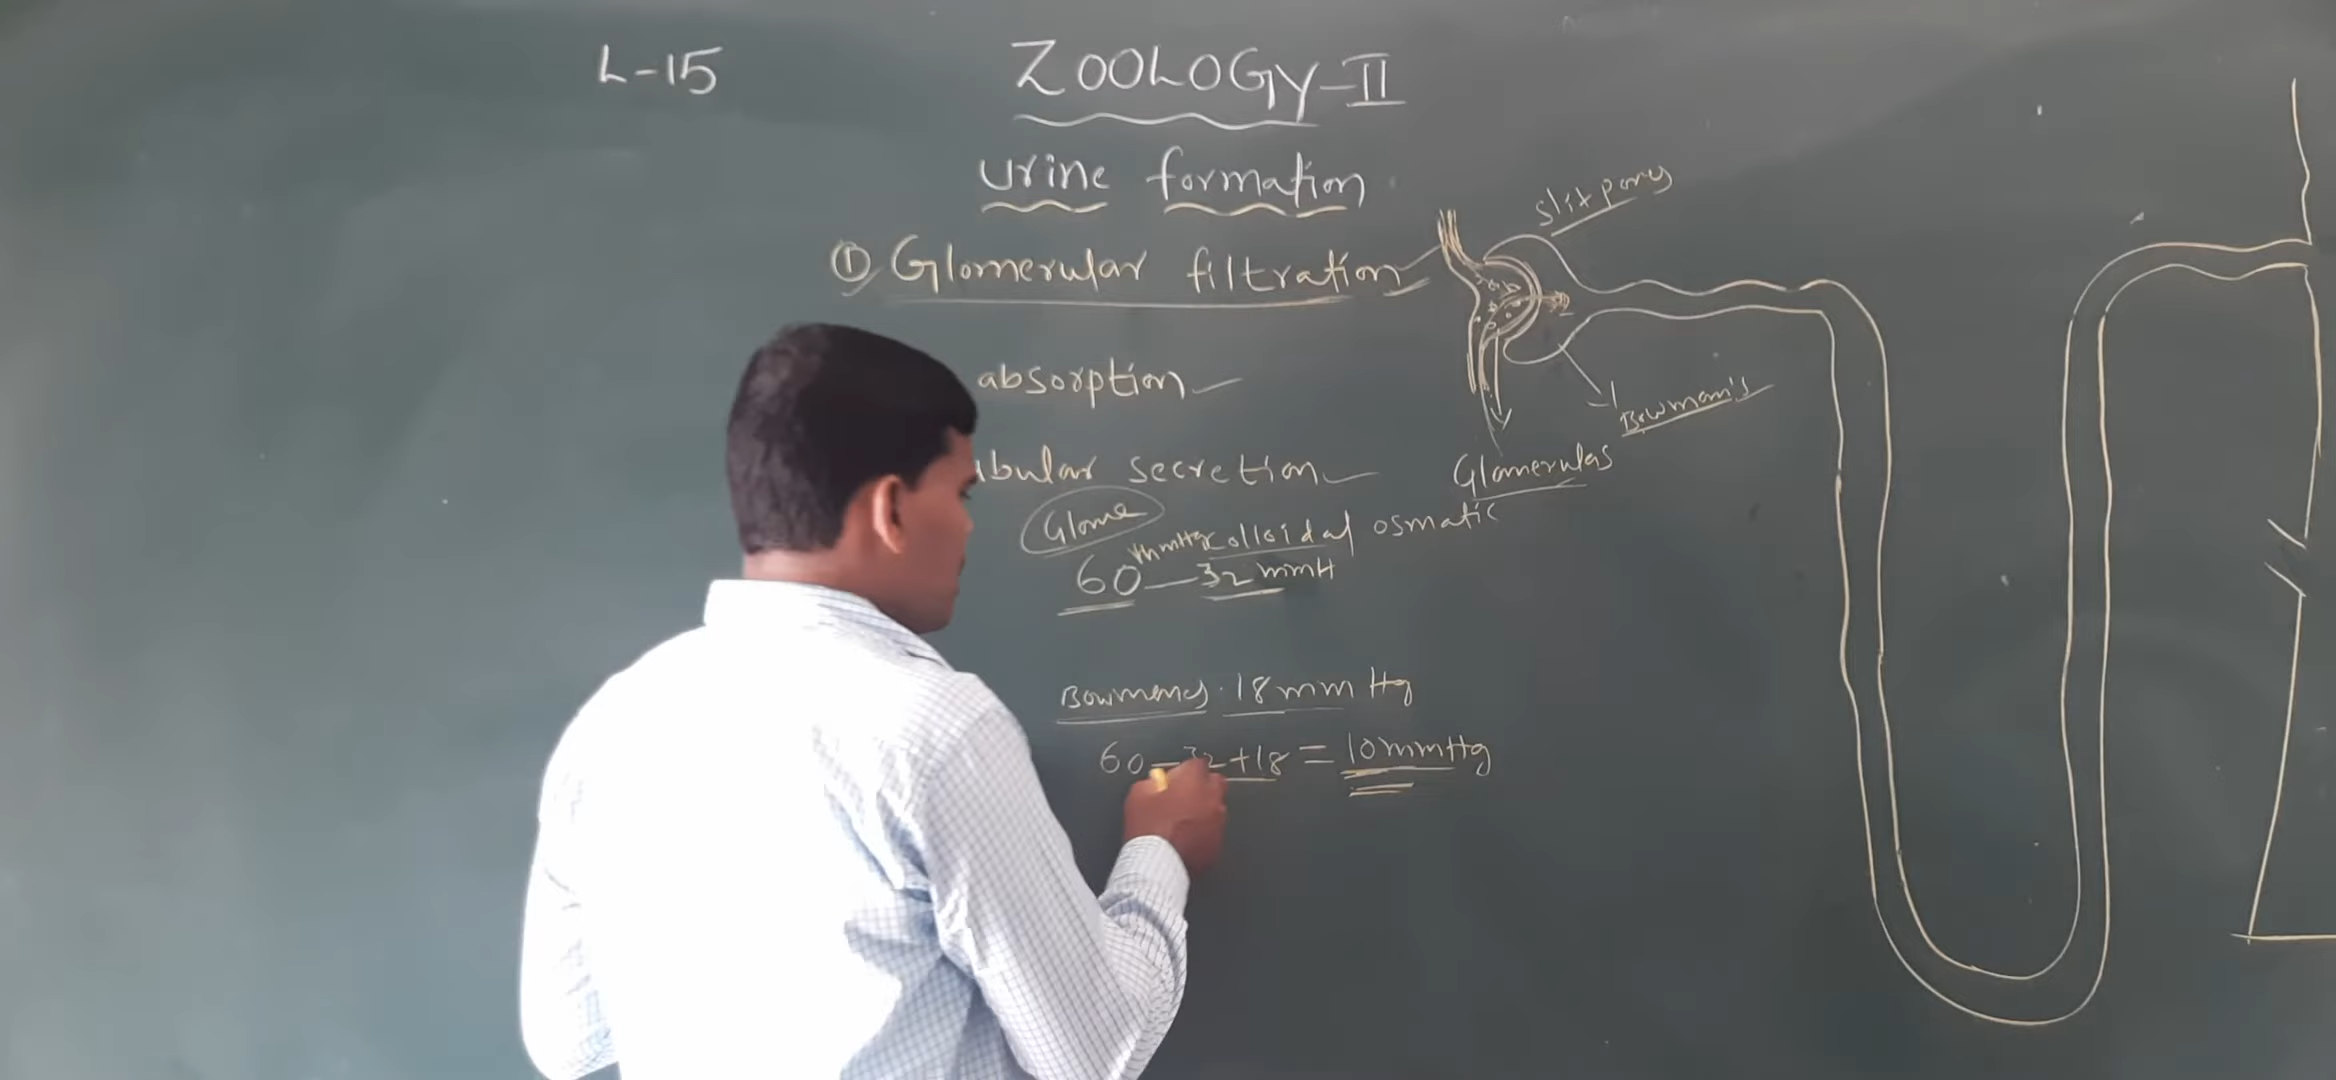 L-15
ZOOLOGY-II
urine formation
① Glomerular filtration
slit pores
absorption
Bowman's
bular secretion
Glomerulas
Glome
mmHg colloidal osmatic
60 — 32 mmH
Bowmens . 18 mm Hg
60 - 32 + 18 = 10 mmHg